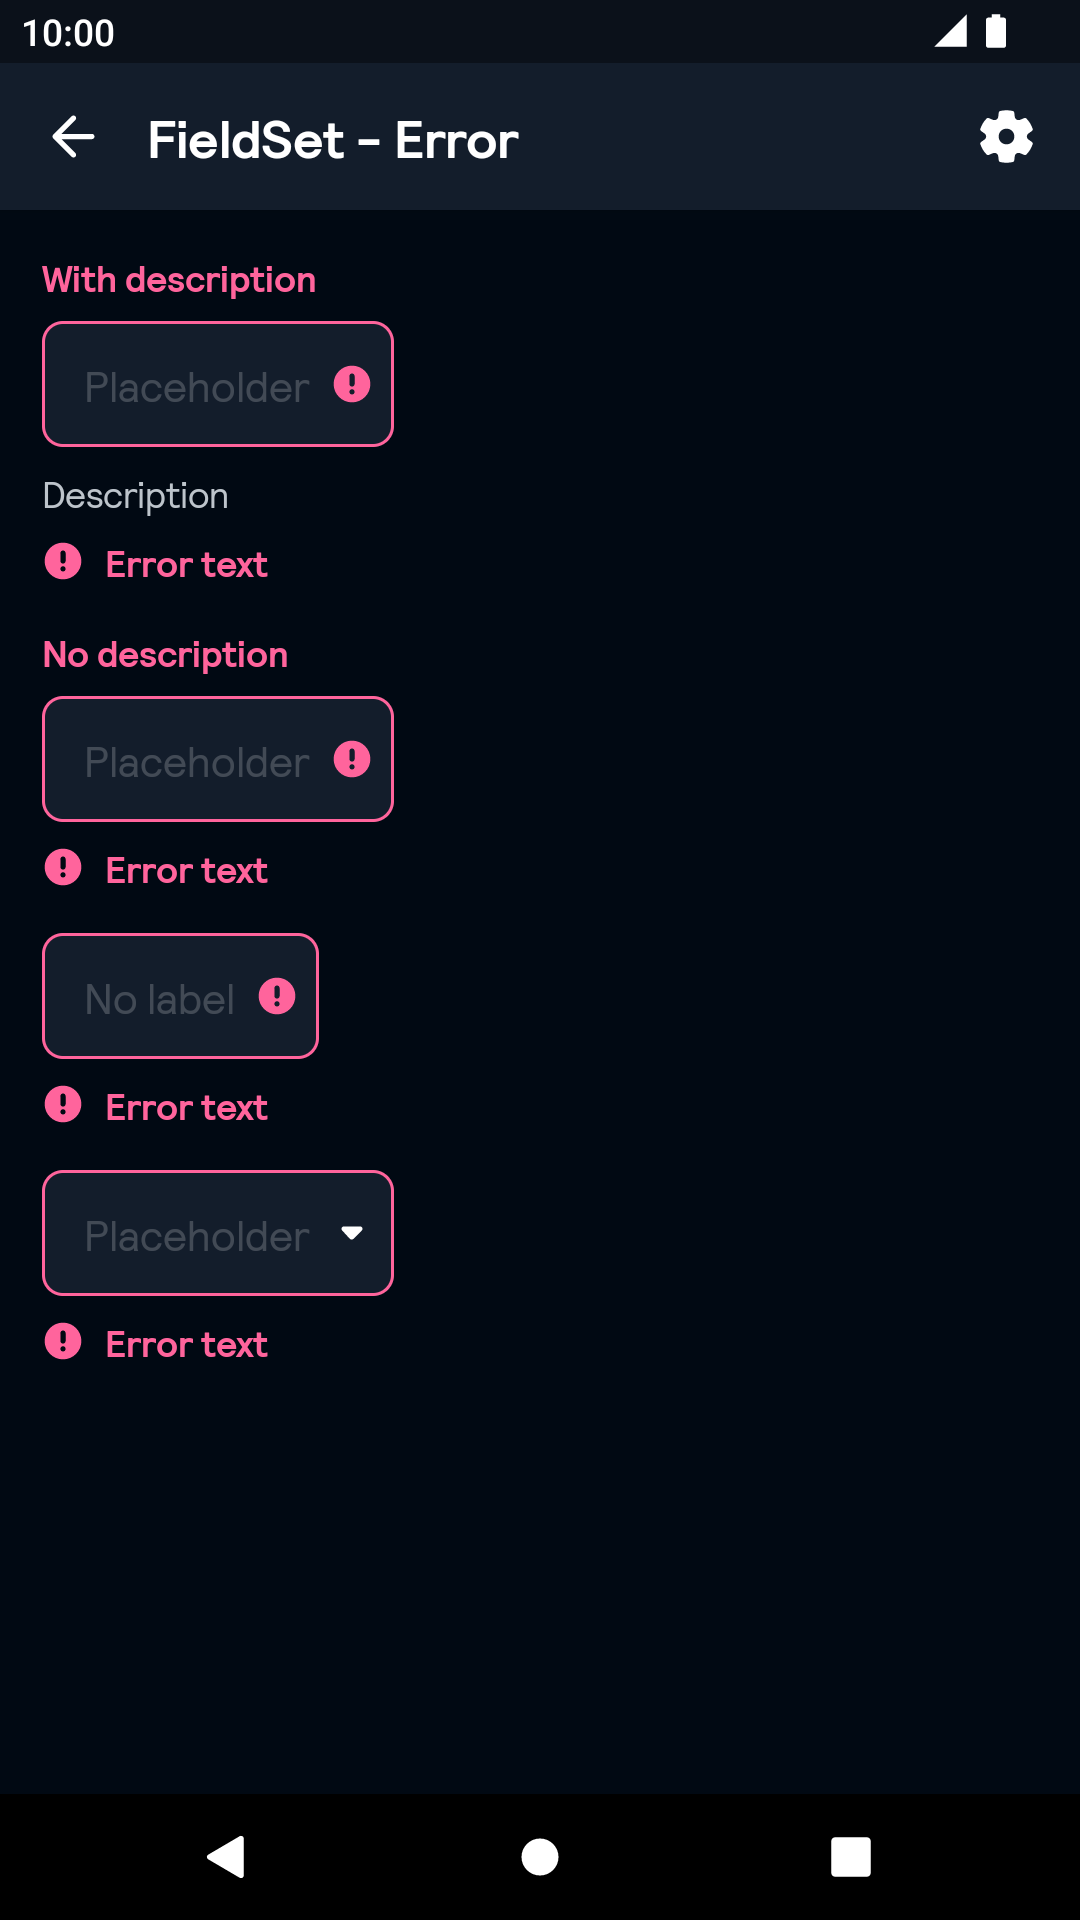 10:00
FieldSet - Error
With description
Placeholder
Description
Error text
No description
Placeholder
Error text
No label
Error text
Placeholder
Error text